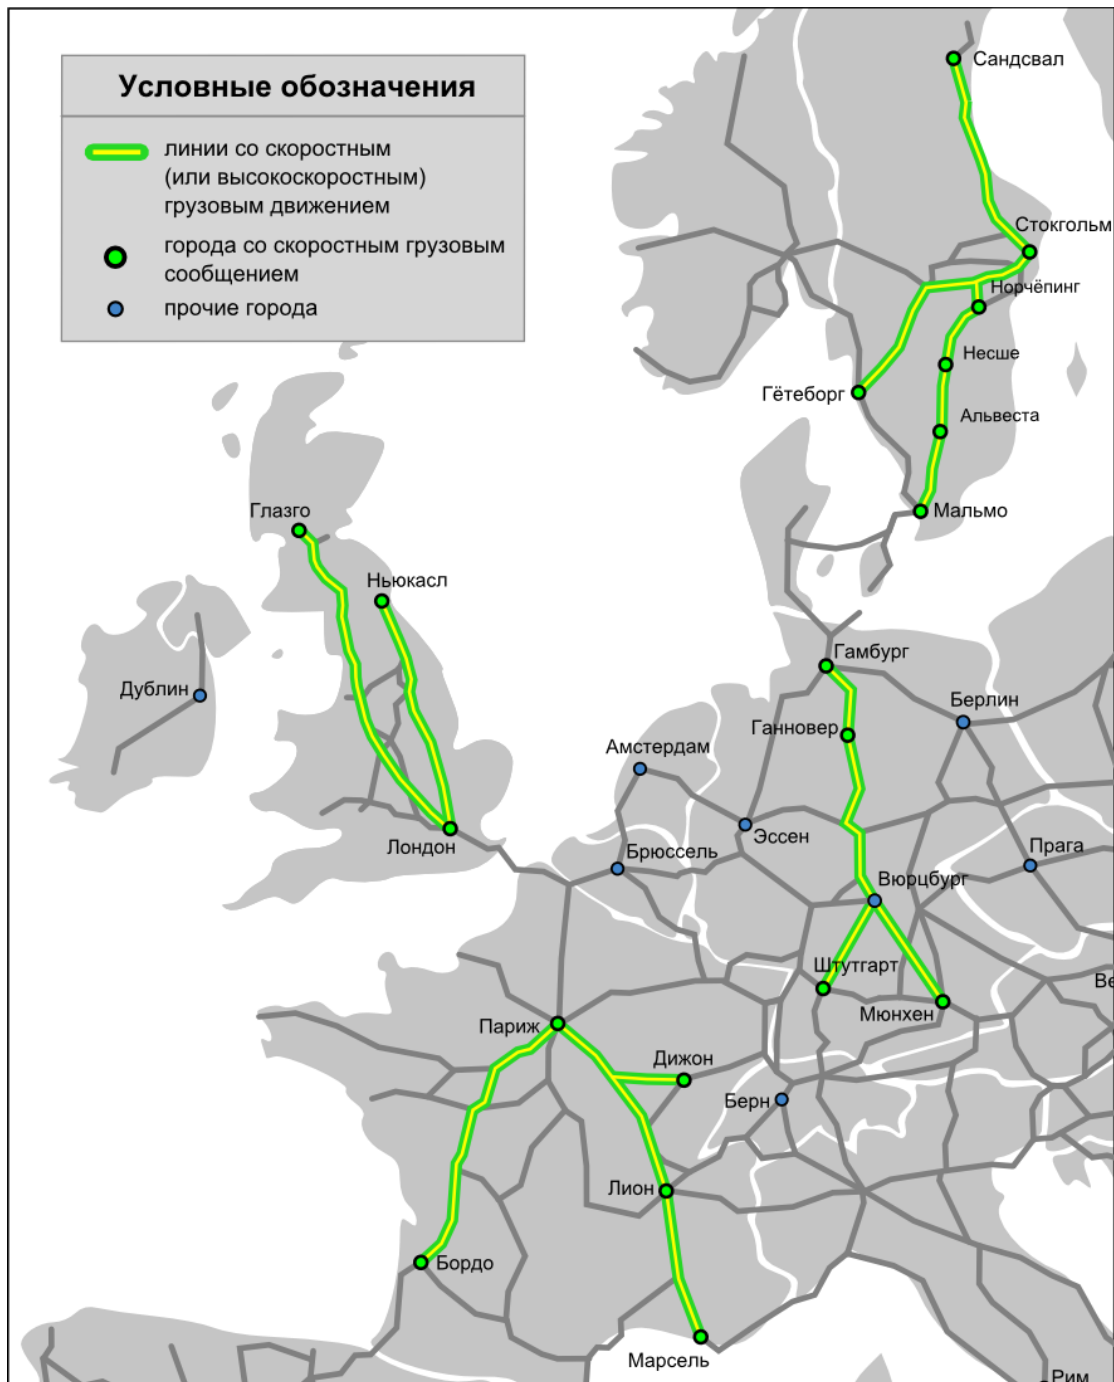 Условные обозначения
линии со скоростным
(или высокоскоростным)
грузовым движением
города со скоростным грузовым
сообщением
прочие города
Сандсвал
Стокгольм
Норчёпинг
Несше
Гётеборг
Альвеста
Мальмо
Глазго
Ньюкасл
Дублин
Лондон
Гамбург
Берлин
Ганновер
Амстердам
Эссен
Брюссель
Прага
Вюрцбург
Штутгарт
Ве
Мюнхен
Париж
Дижон
Берн
Лион
Бордо
Марсель
Рим